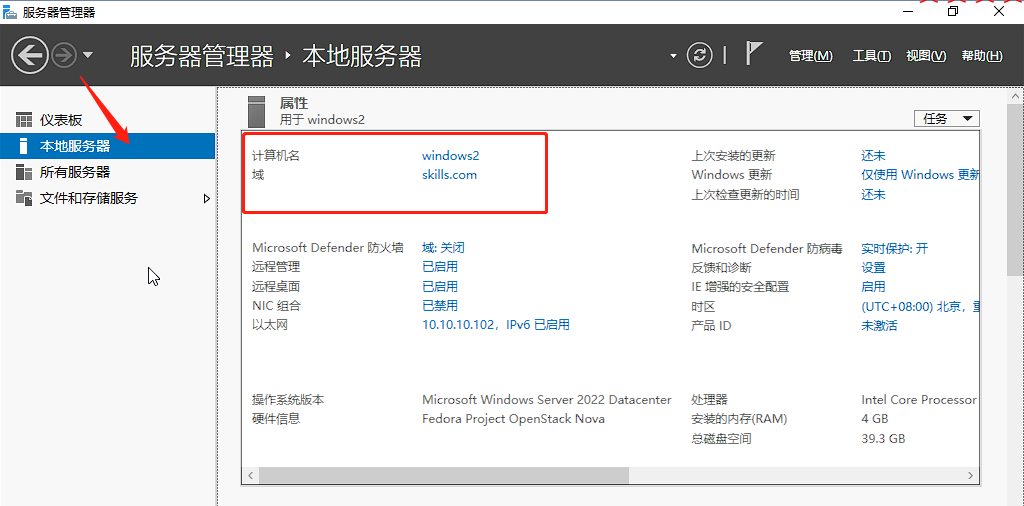 服务器管理器
服务器管理器 · 本地服务器
管理(M) 工具(T) 视图(V) 帮助(H)
仪表板
本地服务器
所有服务器
文件和存储服务
属性
用于 windows2
任务
计算机名 windows2 上次安装的更新 还未
域 skills.com Windows 更新 仅使用 Windows 更新
上次检查更新的时间 还未
Microsoft Defender 防火墙 域: 关闭 Microsoft Defender 防病毒 实时保护: 开
远程管理 已启用 反馈和诊断 设置
远程桌面 已启用 IE 增强的安全配置 启用
NIC 组合 已禁用 时区 (UTC+08:00) 北京,
以太网 10.10.10.102，IPv6 已启用 产品 ID 未激活
操作系统版本 Microsoft Windows Server 2022 Datacenter 处理器 Intel Core Processor
硬件信息 Fedora Project OpenStack Nova 安装的内存(RAM) 4 GB
总磁盘空间 39.3 GB